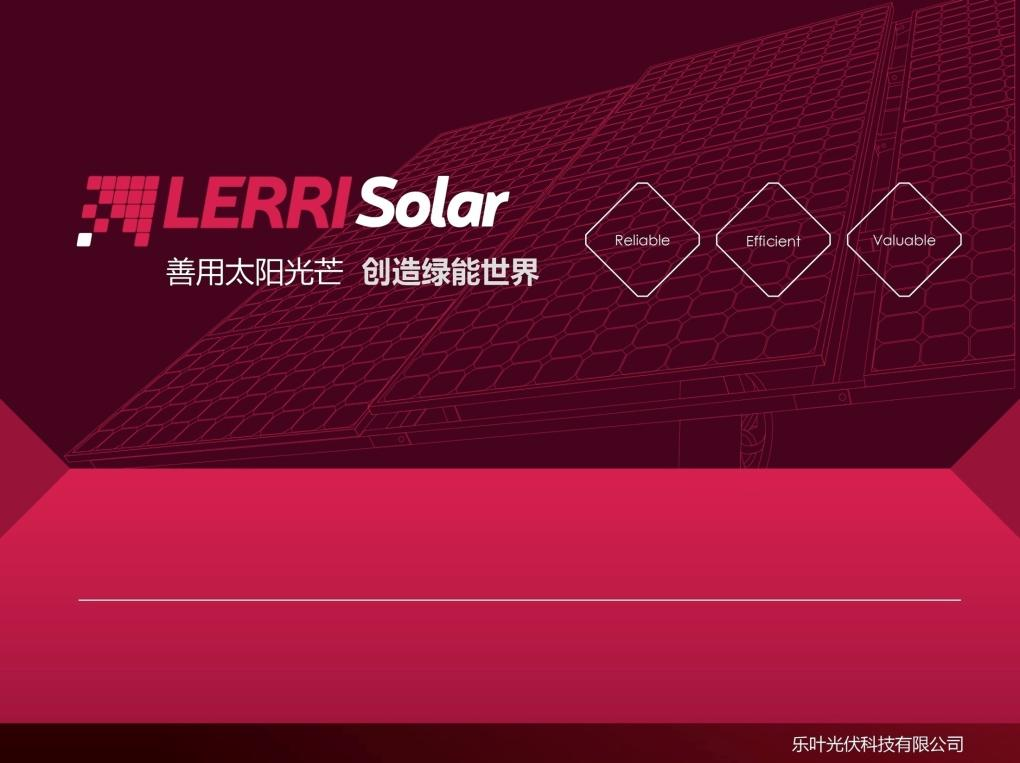 LERRI Solar
善用太阳光芒 创造绿能世界
Reliable
Efficient
Valuable
乐叶光伏科技有限公司